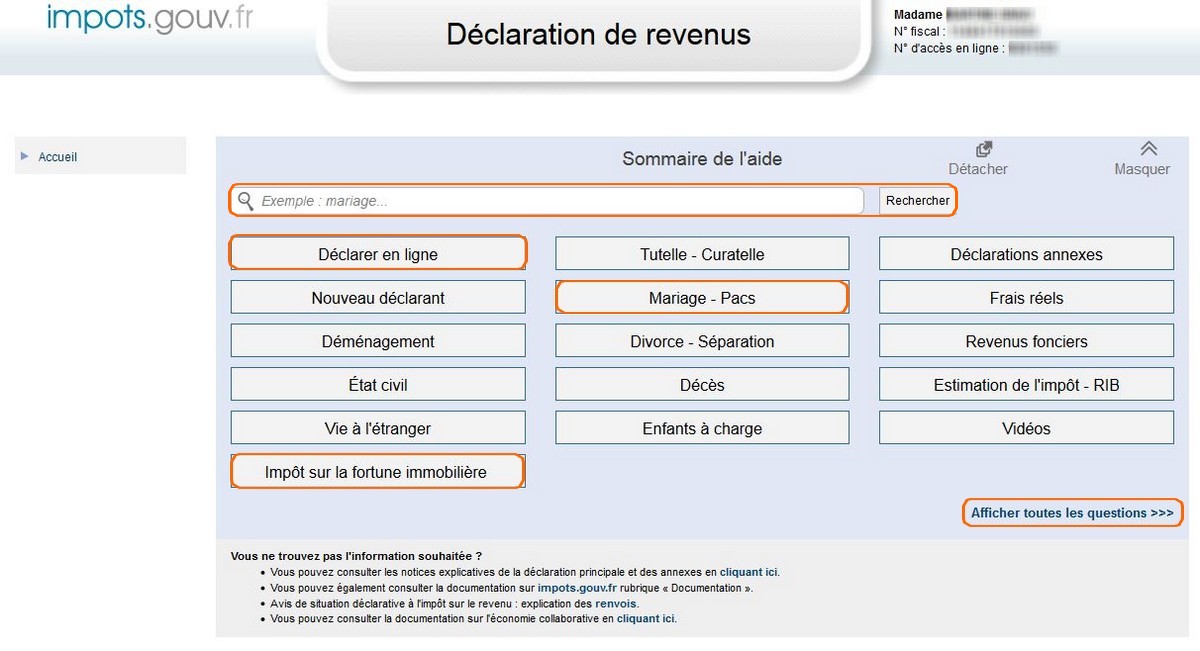 impots.gouv.fr
Déclaration de revenus
Madame
N° fiscal :
N° d'accès en ligne :
Accueil
Sommaire de l'aide
Détacher
Masquer
Exemple : mariage...
Rechercher
Déclarer en ligne
Tutelle - Curatelle
Déclarations annexes
Nouveau déclarant
Mariage - Pacs
Frais réels
Déménagement
Divorce - Séparation
Revenus fonciers
État civil
Décès
Estimation de l'impôt - RIB
Vie à l'étranger
Enfants à charge
Vidéos
Impôt sur la fortune immobilière
Afficher toutes les questions >>>
Vous ne trouvez pas l'information souhaitée ?
• Vous pouvez consulter les notices explicatives de la déclaration principale et des annexes en cliquant ici.
• Vous pouvez également consulter la documentation sur impots.gouv.fr rubrique « Documentation ».
• Avis de situation déclarative à l'impôt sur le revenu : explication des renvois.
• Vous pouvez consulter la documentation sur l'économie collaborative en cliquant ici.